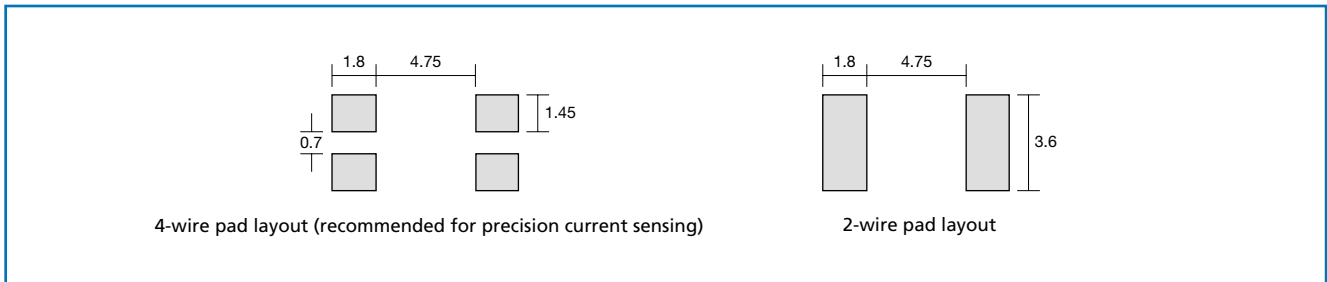 1.8 4.75
1.45
0.7
4-wire pad layout (recommended for precision current sensing)
1.8 4.75
3.6
2-wire pad layout